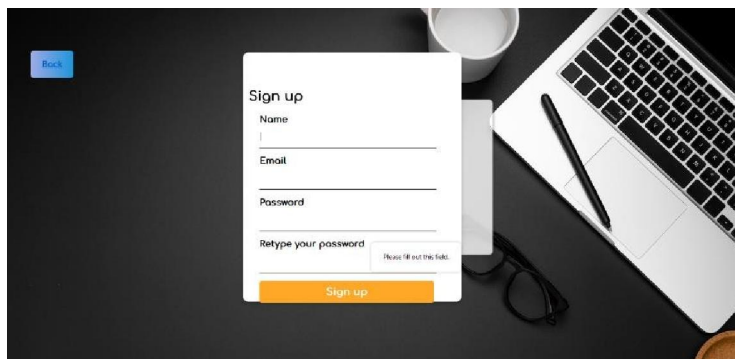 Back
Sign up
Name
Email
Password
Retype your password
Please fill out this field.
Sign up